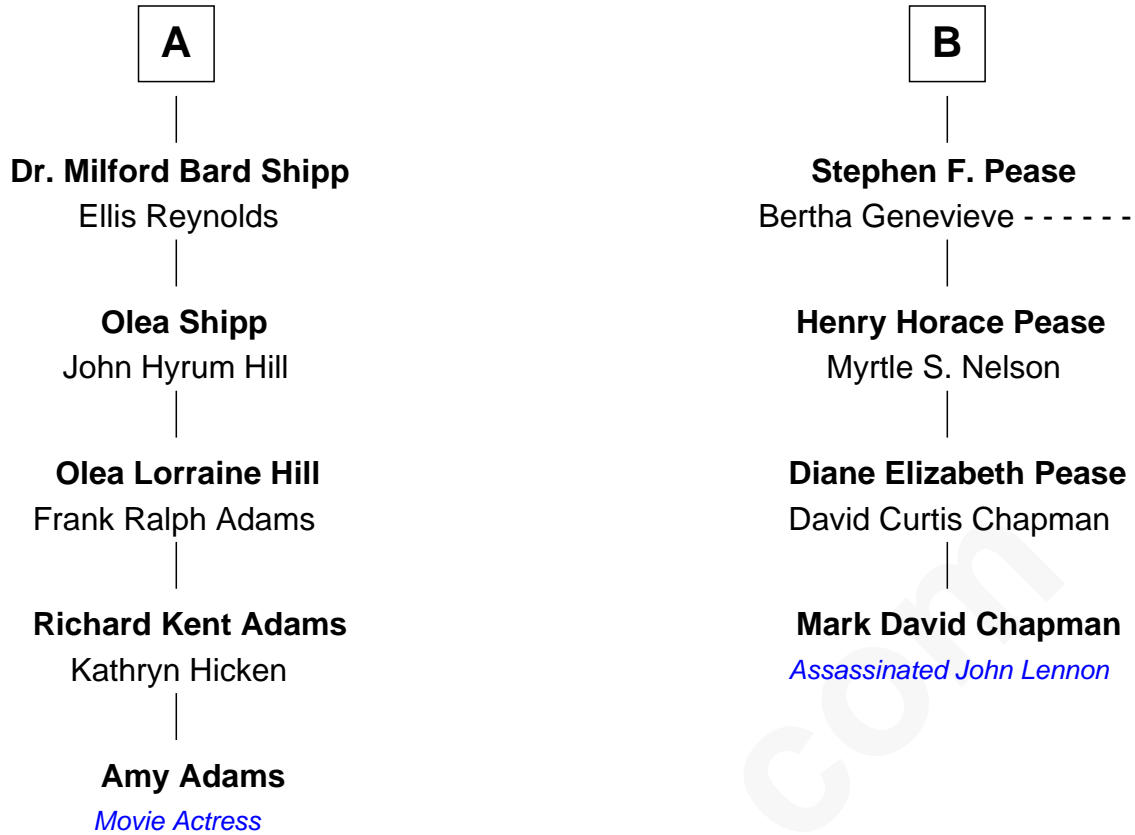 A
Dr. Milford Bard Shipp
Ellis Reynolds
Olea Shipp
John Hyrum Hill
Olea Lorraine Hill
Frank Ralph Adams
Richard Kent Adams
Kathryn Hicken
Amy Adams
Movie Actress
B
Stephen F. Pease
Bertha Genevieve - - - - - -
Henry Horace Pease
Myrtle S. Nelson
Diane Elizabeth Pease
David Curtis Chapman
Mark David Chapman
Assassinated John Lennon
com